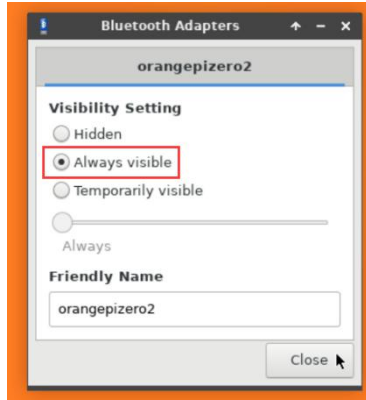 Bluetooth Adapters
orangepizero2
Visibility Setting
Hidden
Always visible
Temporarily visible
Always
Friendly Name
orangepizero2
Close